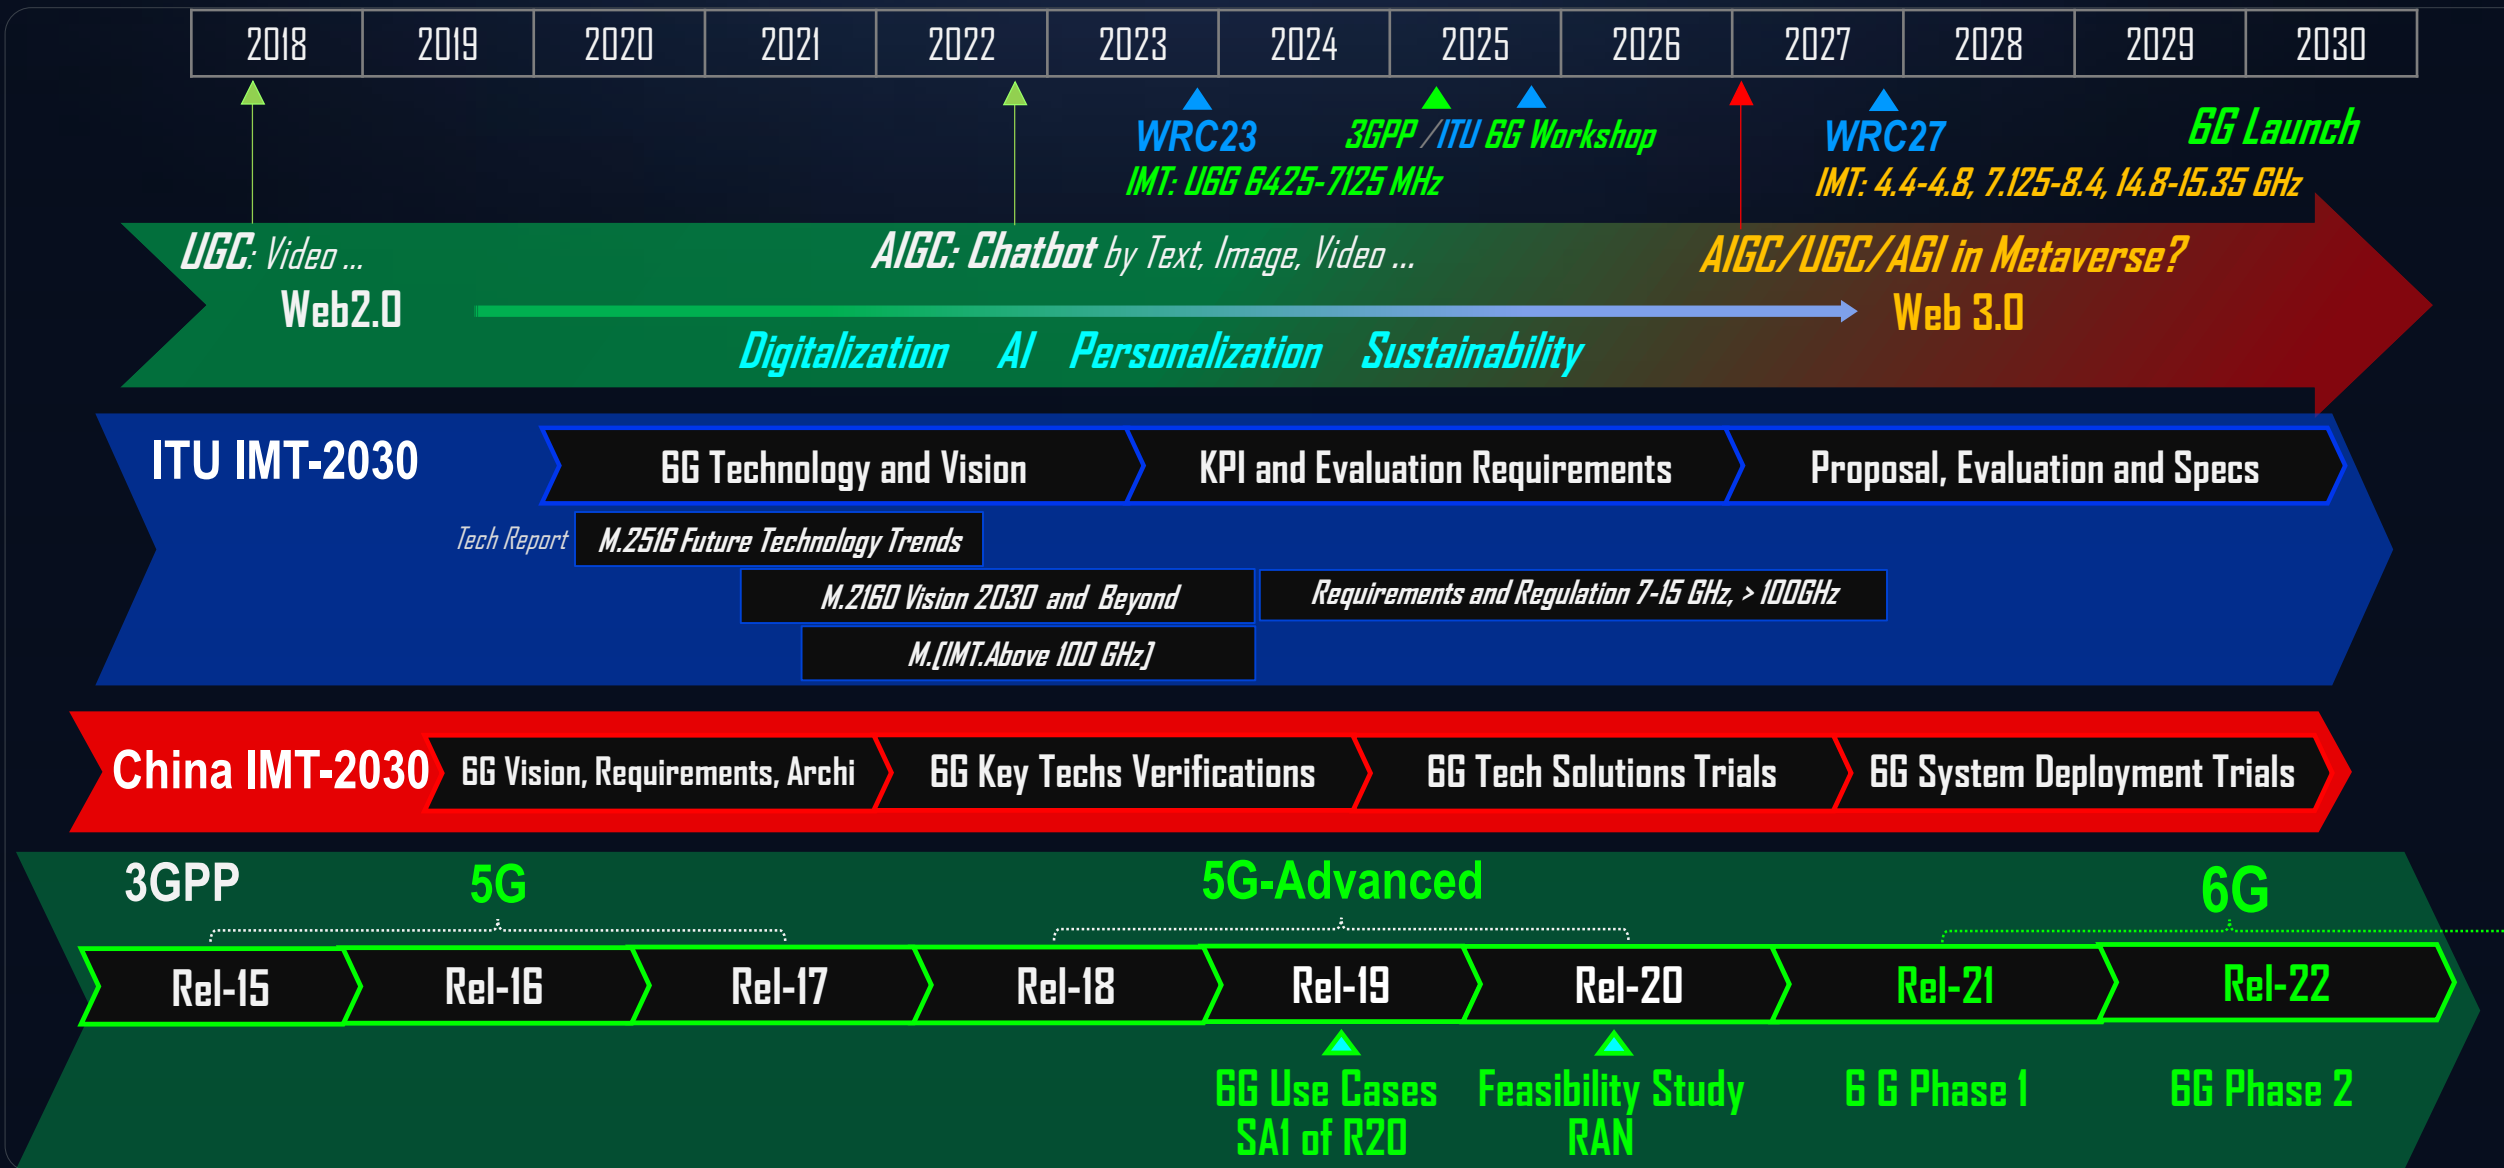 2018 2019 2020 2021 2022 2023 2024 2025 2026 2027 2028 2029 2030
WRC23
IMT: U6G 6425-7125 MHz
3GPP /ITU 6G Workshop
WRC27
IMT: 4.4-4.8, 7.125-8.4, 14.8-15.35 GHz
6G Launch
UGC: Video ...
Web2.0
AIGC: Chatbot by Text, Image, Video ...
AIGC/UGC/AGI in Metaverse?
Web 3.0
Digitalization AI Personalization Sustainability
ITU IMT-2030
6G Technology and Vision
KPI and Evaluation Requirements
Proposal, Evaluation and Specs
Tech Report
M.2516 Future Technology Trends
M.2160 Vision 2030 and Beyond
Requirements and Regulation 7-15 GHz, > 100GHz
M.[IMT.Above 100 GHz]
China IMT-2030
6G Vision, Requirements, Archi
6G Key Techs Verifications
6G Tech Solutions Trials
6G System Deployment Trials
3GPP
5G
5G-Advanced
6G
Rel-15
Rel-16
Rel-17
Rel-18
Rel-19
Rel-20
Rel-21
Rel-22
6G Use Cases
SA1 of R20
Feasibility Study
RAN
6 G Phase 1
6G Phase 2